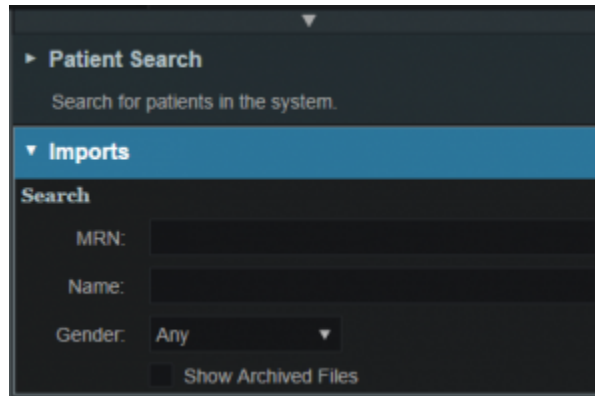 Patient Search
Search for patients in the system.
Imports
Search
MRN:
Name:
Gender: Any
Show Archived Files